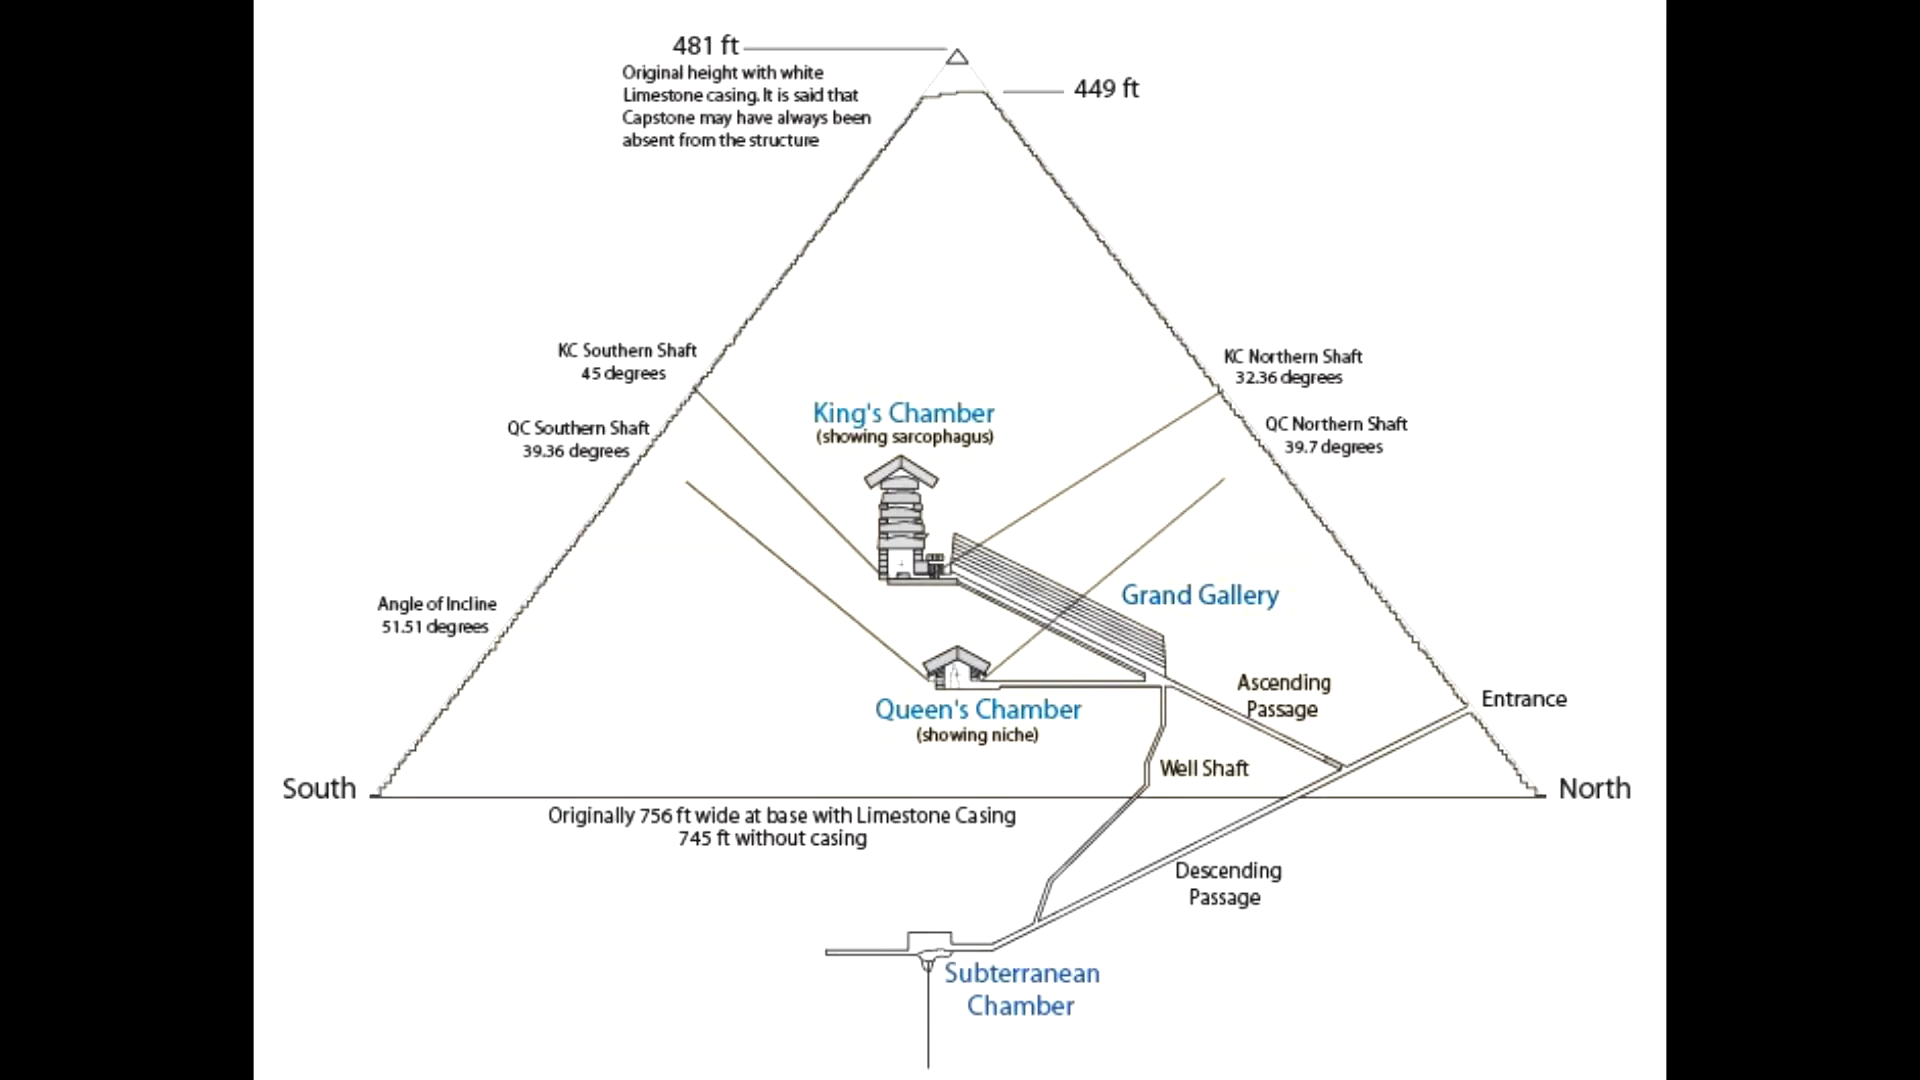 481 ft
Original height with white
Limestone casing. It is said that
Capstone may have always been
absent from the structure
449 ft
KC Southern Shaft
45 degrees
KC Northern Shaft
32.36 degrees
QC Southern Shaft
39.36 degrees
King's Chamber
(showing sarcophagus)
QC Northern Shaft
39.7 degrees
Angle of Incline
51.51 degrees
Grand Gallery
Ascending
Passage
Entrance
Queen's Chamber
(showing niche)
Well Shaft
South
North
Originally 756 ft wide at base with Limestone Casing
745 ft without casing
Descending
Passage
Subterranean
Chamber